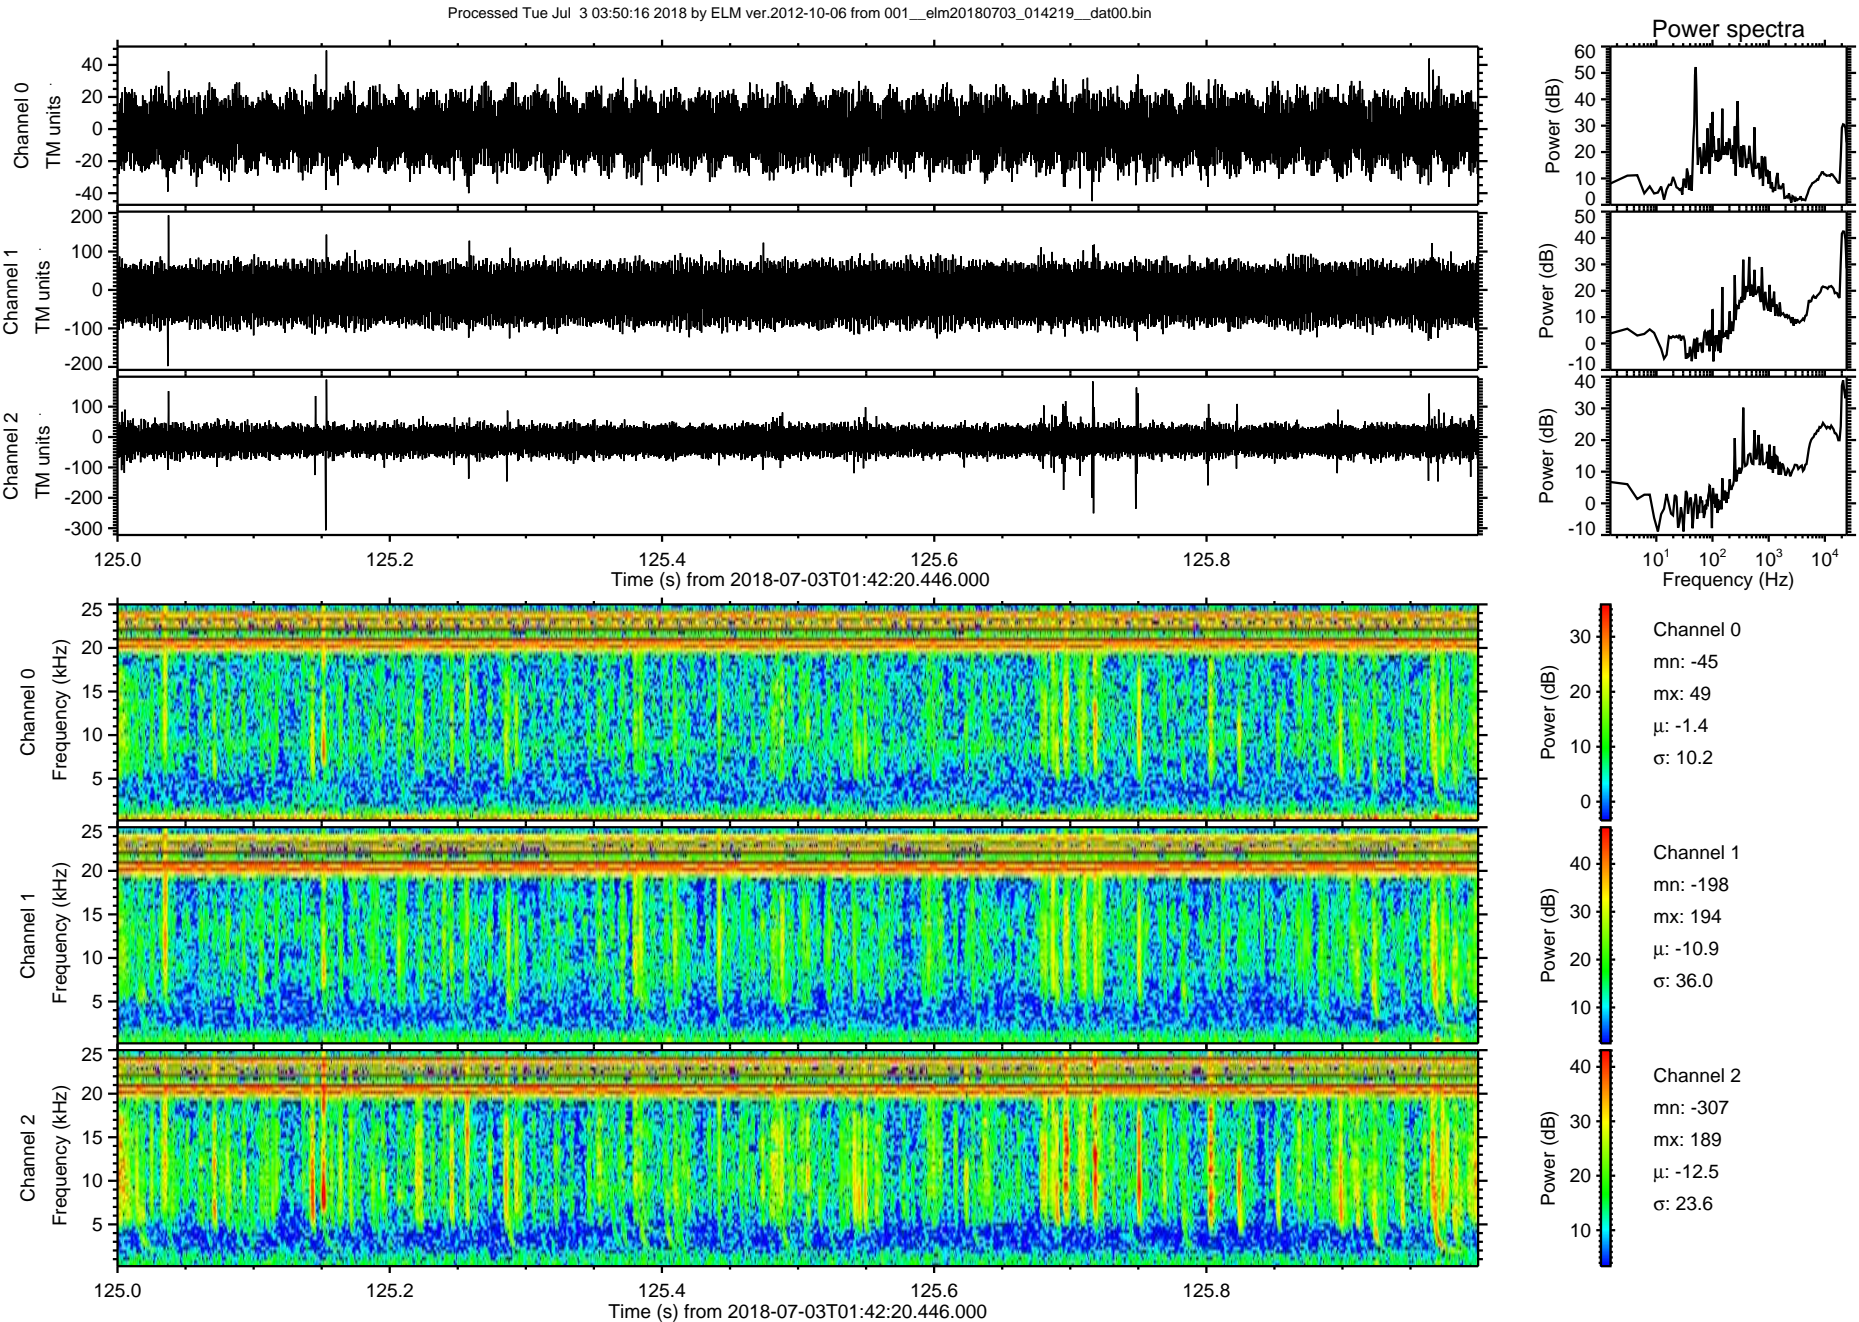 Processed Tue Jul  3 03:50:16 2018 by ELM ver.2012-10-06 from 001__elm20180703_014219__dat00.bin
Power spectra
Channel 0
TM units
40
20
0
-20
-40
Power (dB)
60
50
40
30
20
10
0
Channel 1
TM units
200
100
0
-100
-200
Power (dB)
50
40
30
20
10
0
-10
Channel 2
TM units
100
0
-100
-200
-300
Power (dB)
40
30
20
10
0
-10
125.0 125.2 125.4 125.6 125.8
Time (s) from 2018-07-03T01:42:20.446.000
10^1 10^2 10^3 10^4
Frequency (Hz)
Channel 0
Frequency (kHz)
25
20
15
10
5
Power (dB)
30
20
10
0
Channel 0
mn: -45
mx: 49
μ: -1.4
σ: 10.2
Channel 1
Frequency (kHz)
25
20
15
10
5
Power (dB)
40
30
20
10
Channel 1
mn: -198
mx: 194
μ: -10.9
σ: 36.0
Channel 2
Frequency (kHz)
25
20
15
10
5
Power (dB)
40
30
20
10
Channel 2
mn: -307
mx: 189
μ: -12.5
σ: 23.6
125.0 125.2 125.4 125.6 125.8
Time (s) from 2018-07-03T01:42:20.446.000